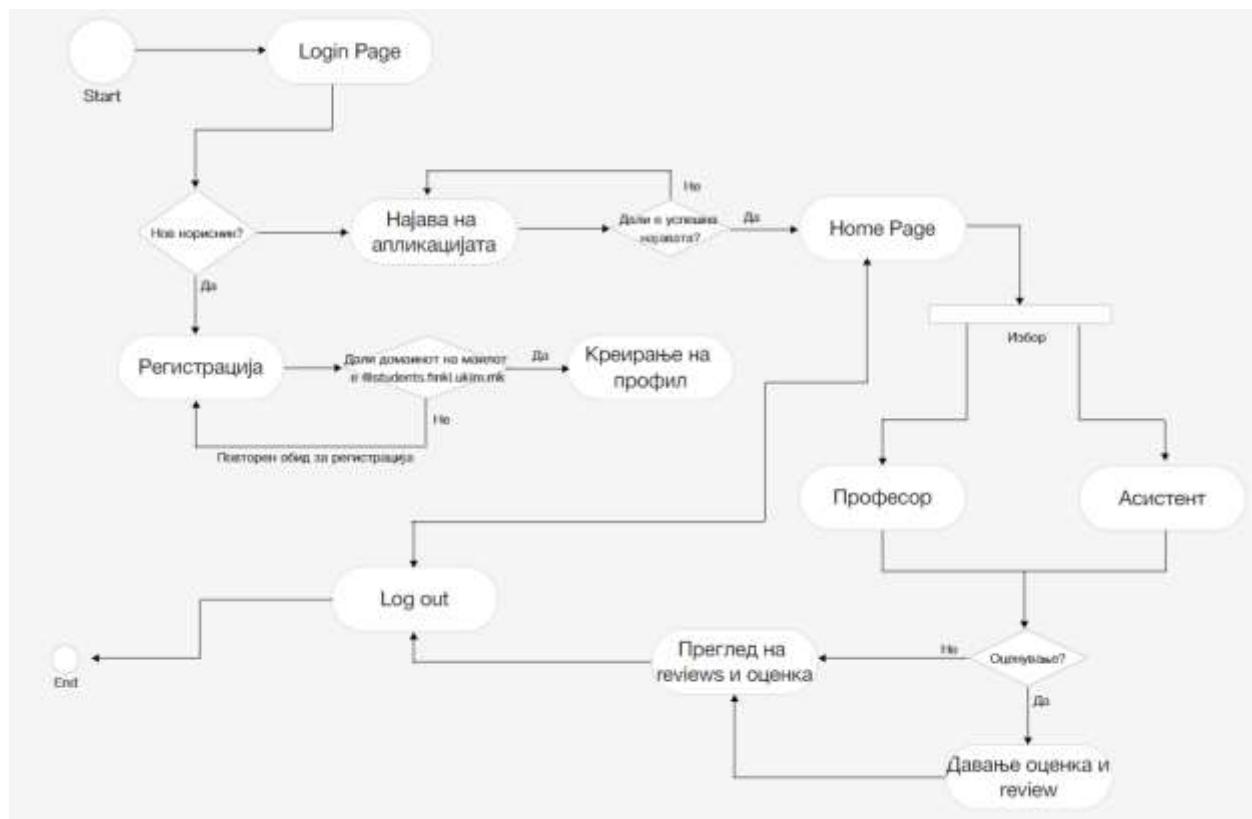 Login Page
Start
Не
Најава на
апликацијата
Дали е успешна
најавата?
Да
Home Page
Нов корисник?
Да
Избор
Регистрација
Дали доменот на маилот
е @students.finki.ukim.mk
Да
Креирање на
профил
Не
Повторен обид за регистрација
Професор
Асистент
Log out
Преглед на
reviews и оценка
Не
Оценување?
End
Да
Давање оценка и
review